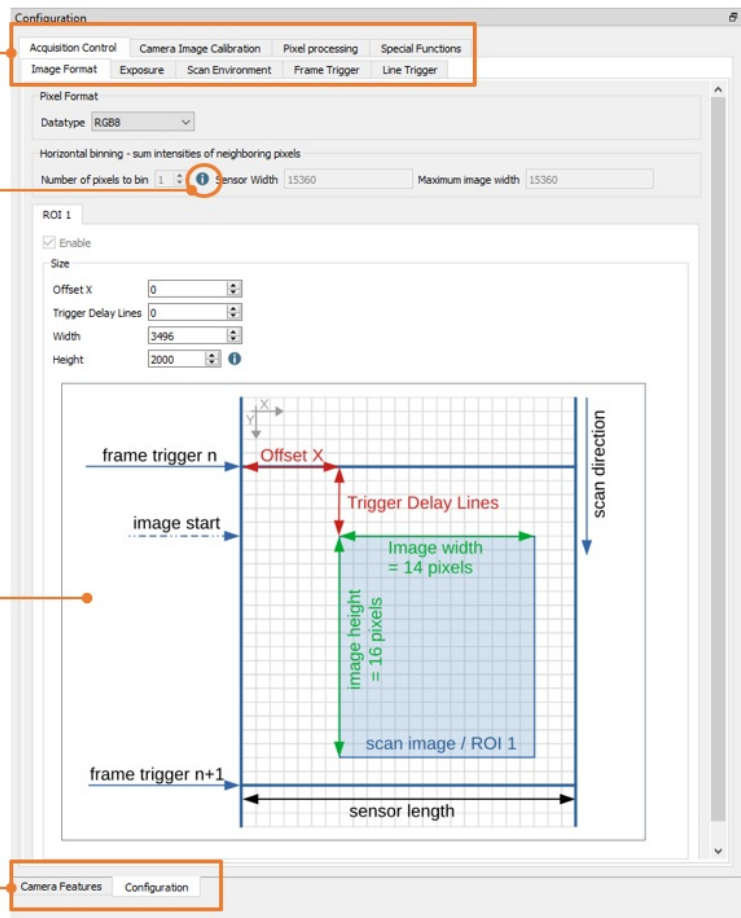 Configuration
Acquisition Control Camera Image Calibration Pixel processing Special Functions
Image Format Exposure Scan Environment Frame Trigger Line Trigger
Pixel Format
Datatype RGB8
Horizontal binning - sum intensities of neighboring pixels
Number of pixels to bin 1 i Sensor Width 15360 Maximum image width 15360
ROI 1
Enable
Size
Offset X 0
Trigger Delay Lines 0
Width 3496
Height 2000 i
X
Y
frame trigger n
Offset X
scan direction
Trigger Delay Lines
image start
Image width
= 14 pixels
image height
= 16 pixels
scan image / ROI 1
frame trigger n+1
sensor length
Camera Features Configuration